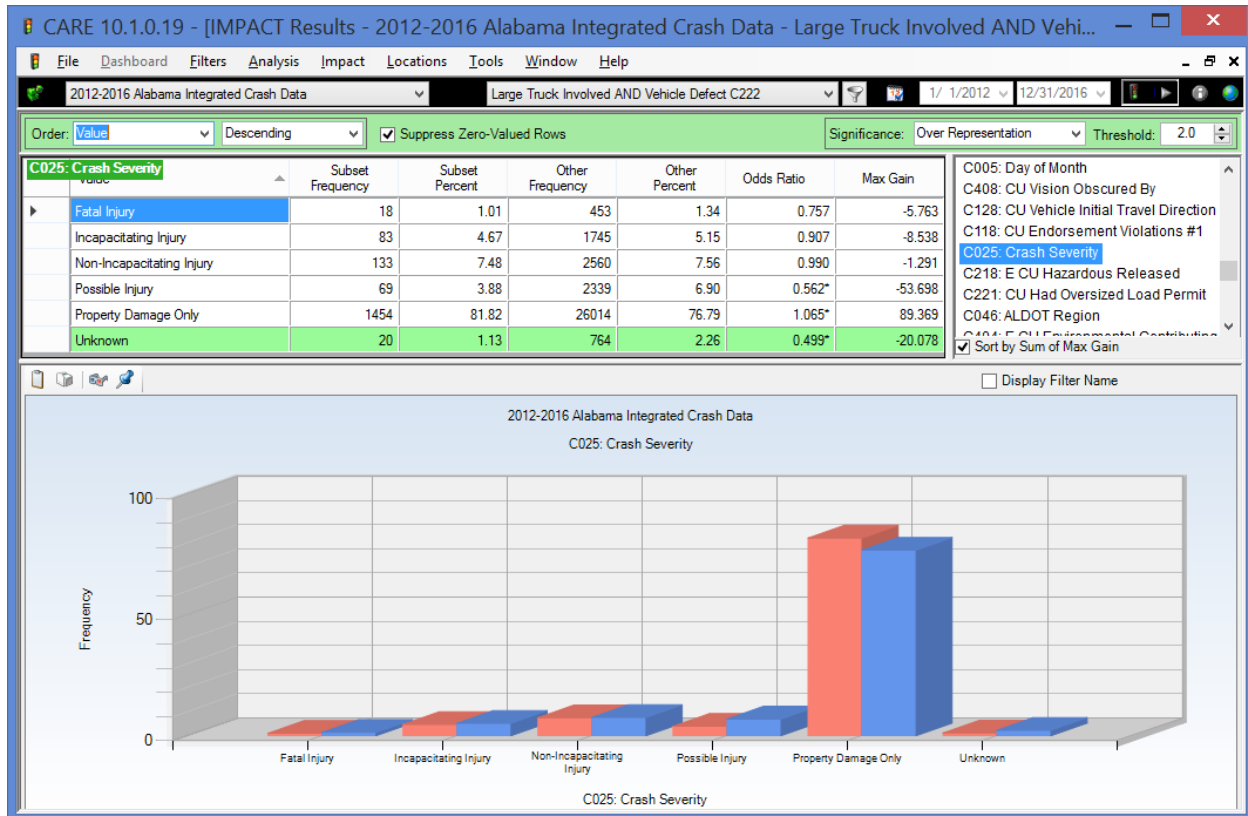 CARE 10.1.0.19 - [IMPACT Results - 2012-2016 Alabama Integrated Crash Data - Large Truck Involved AND Vehi...
File Dashboard Filters Analysis Impact Locations Tools Window Help
2012-2016 Alabama Integrated Crash Data Large Truck Involved AND Vehicle Defect C222 1/ 1/2012 12/31/2016
Order: Value Descending Suppress Zero-Valued Rows Significance: Over Representation Threshold: 2.0
C025: Crash Severity
Subset Frequency Subset Percent Other Frequency Other Percent Odds Ratio Max Gain
Fatal Injury 18 1.01 453 1.34 0.757 -5.763
Incapacitating Injury 83 4.67 1745 5.15 0.907 -8.538
Non-Incapacitating Injury 133 7.48 2560 7.56 0.990 -1.291
Possible Injury 69 3.88 2339 6.90 0.562* -53.698
Property Damage Only 1454 81.82 26014 76.79 1.065* 89.369
Unknown 20 1.13 764 2.26 0.499* -20.078
C005: Day of Month
C408: CU Vision Obscured By
C128: CU Vehicle Initial Travel Direction
C118: CU Endorsement Violations #1
C025: Crash Severity
C218: E CU Hazardous Released
C221: CU Had Oversized Load Permit
C046: ALDOT Region
Sort by Sum of Max Gain
Display Filter Name
2012-2016 Alabama Integrated Crash Data
C025: Crash Severity
100
50
0
Frequency
Fatal Injury
Incapacitating Injury
Non-Incapacitating
Injury
Possible Injury
Property Damage Only
Unknown
C025: Crash Severity